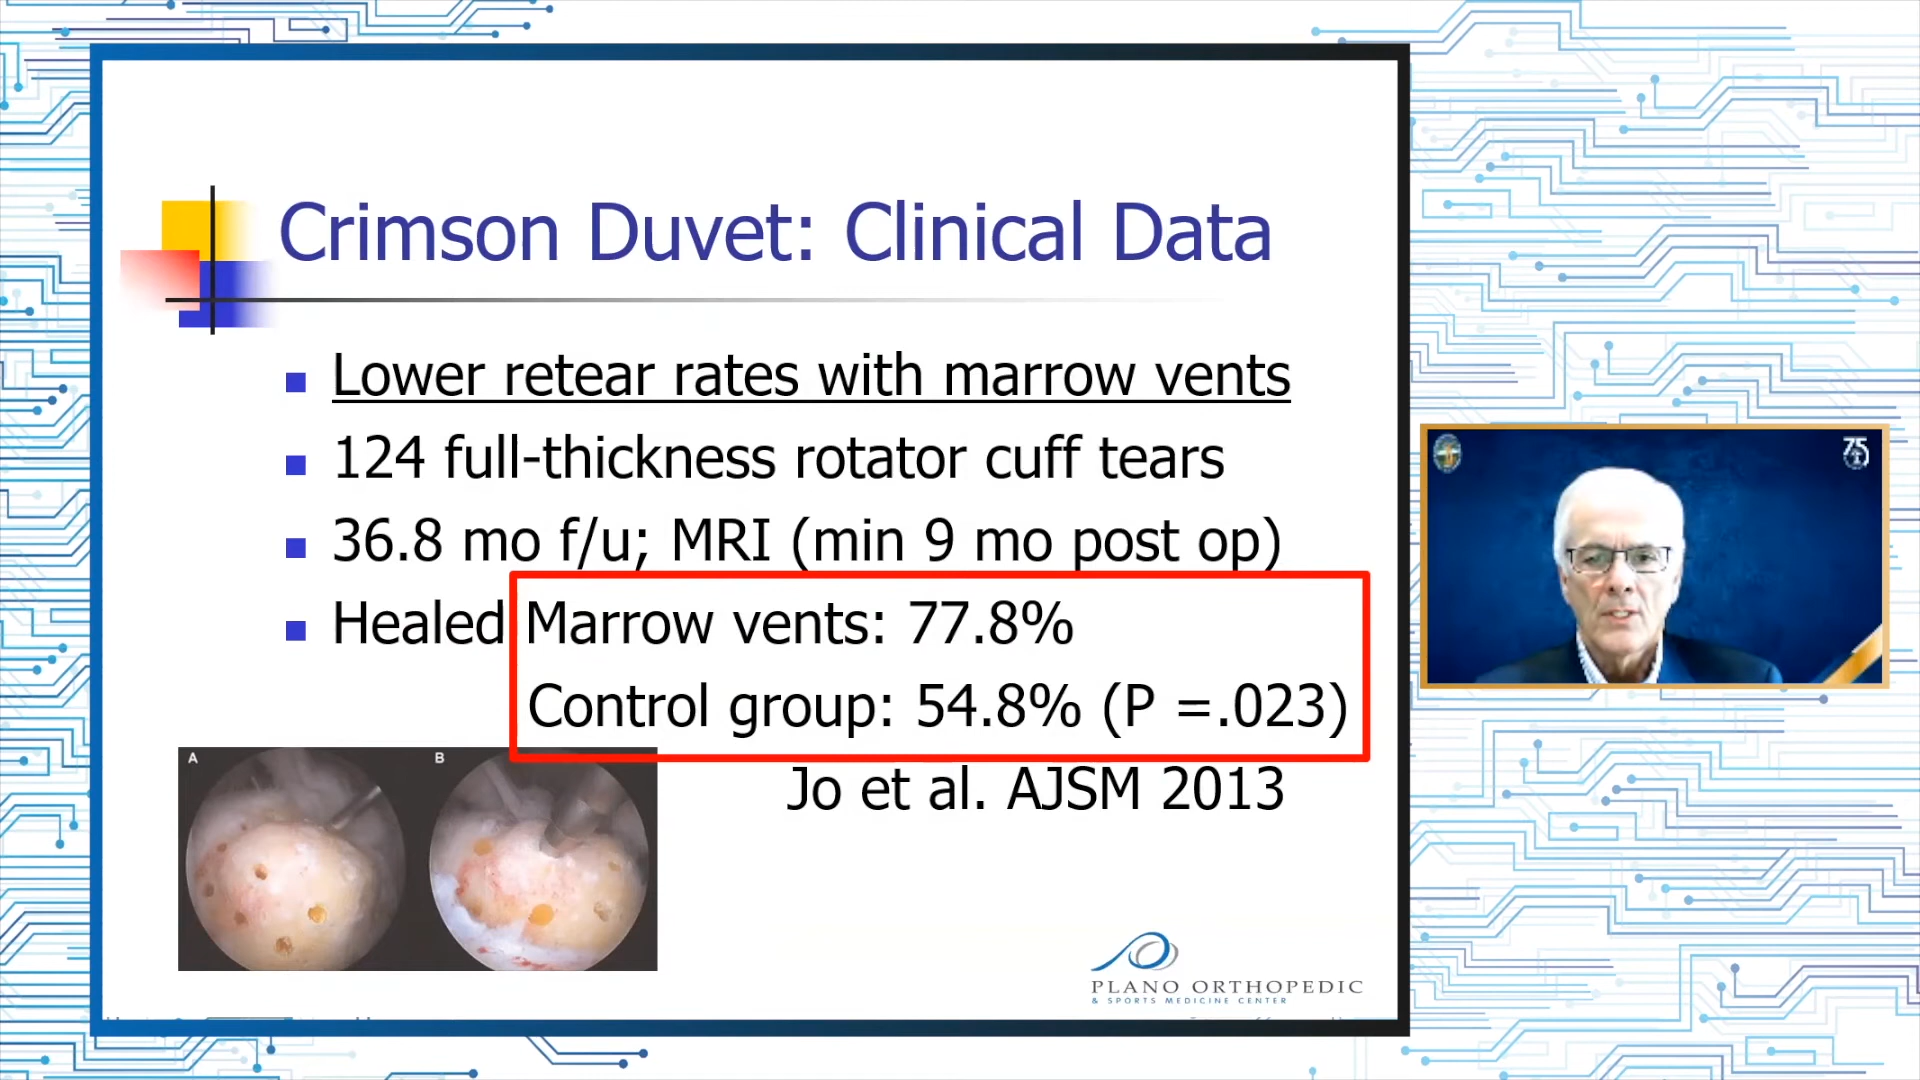 Crimson Duvet: Clinical Data
Lower retear rates with marrow vents
124 full-thickness rotator cuff tears
36.8 mo f/u; MRI (min 9 mo post op)
Healed Marrow vents: 77.8%
Control group: 54.8% (P =.023)
Jo et al. AJSM 2013
A
B
PLANO ORTHOPEDIC
& SPORTS MEDICINE CENTER
75